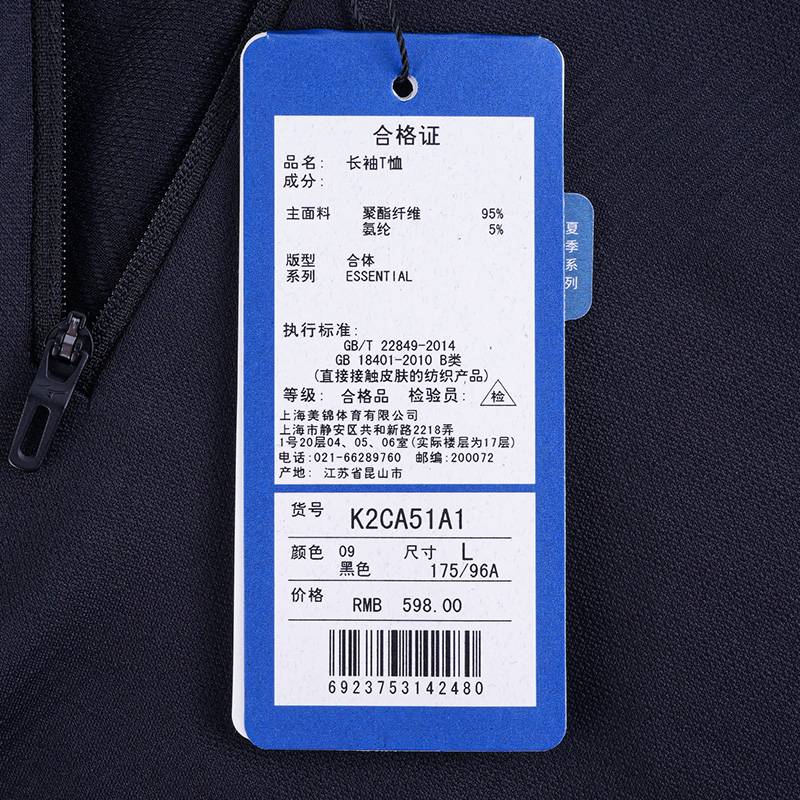 合格证
品名: 长袖T恤
成分:
主面料 聚酯纤维 95%
氨纶 5%
版型 合体
系列 ESSENTIAL
执行标准:
GB/T 22849-2014
GB 18401-2010 B类
(直接接触皮肤的纺织产品)
等级: 合格品 检验员: 检
上海美锦体育有限公司
上海市静安区共和新路2218弄
1号20层04、05、06室(实际楼层为17层)
电话:021-66289760 邮编:200072
产地: 江苏省昆山市
货号 K2CA51A1
颜色 09 尺寸 L
黑色 175/96A
价格 RMB 598.00
6923753142480
夏季系列